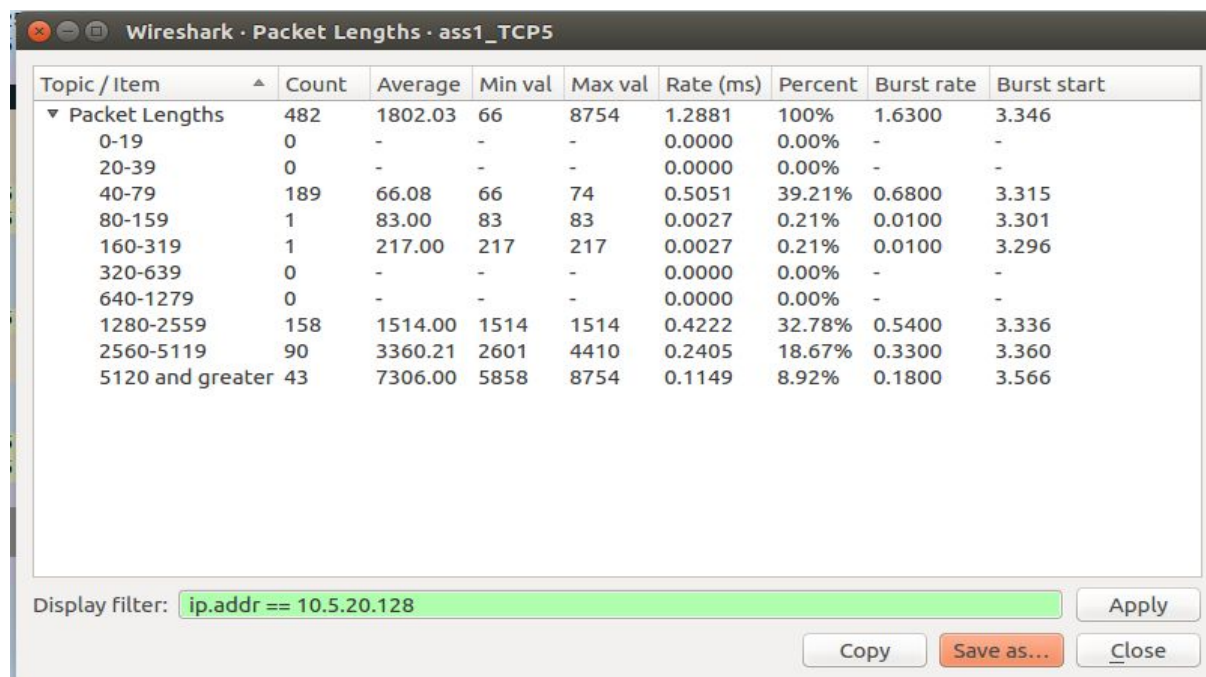 Wireshark · Packet Lengths · ass1_TCP5
Topic / Item Count Average Min val Max val Rate (ms) Percent Burst rate Burst start
Packet Lengths 482 1802.03 66 8754 1.2881 100% 1.6300 3.346
0-19 0 - - - 0.0000 0.00% - -
20-39 0 - - - 0.0000 0.00% - -
40-79 189 66.08 66 74 0.5051 39.21% 0.6800 3.315
80-159 1 83.00 83 83 0.0027 0.21% 0.0100 3.301
160-319 1 217.00 217 217 0.0027 0.21% 0.0100 3.296
320-639 0 - - - 0.0000 0.00% - -
640-1279 0 - - - 0.0000 0.00% - -
1280-2559 158 1514.00 1514 1514 0.4222 32.78% 0.5400 3.336
2560-5119 90 3360.21 2601 4410 0.2405 18.67% 0.3300 3.360
5120 and greater 43 7306.00 5858 8754 0.1149 8.92% 0.1800 3.566
Display filter: ip.addr == 10.5.20.128 Apply
Copy Save as... Close